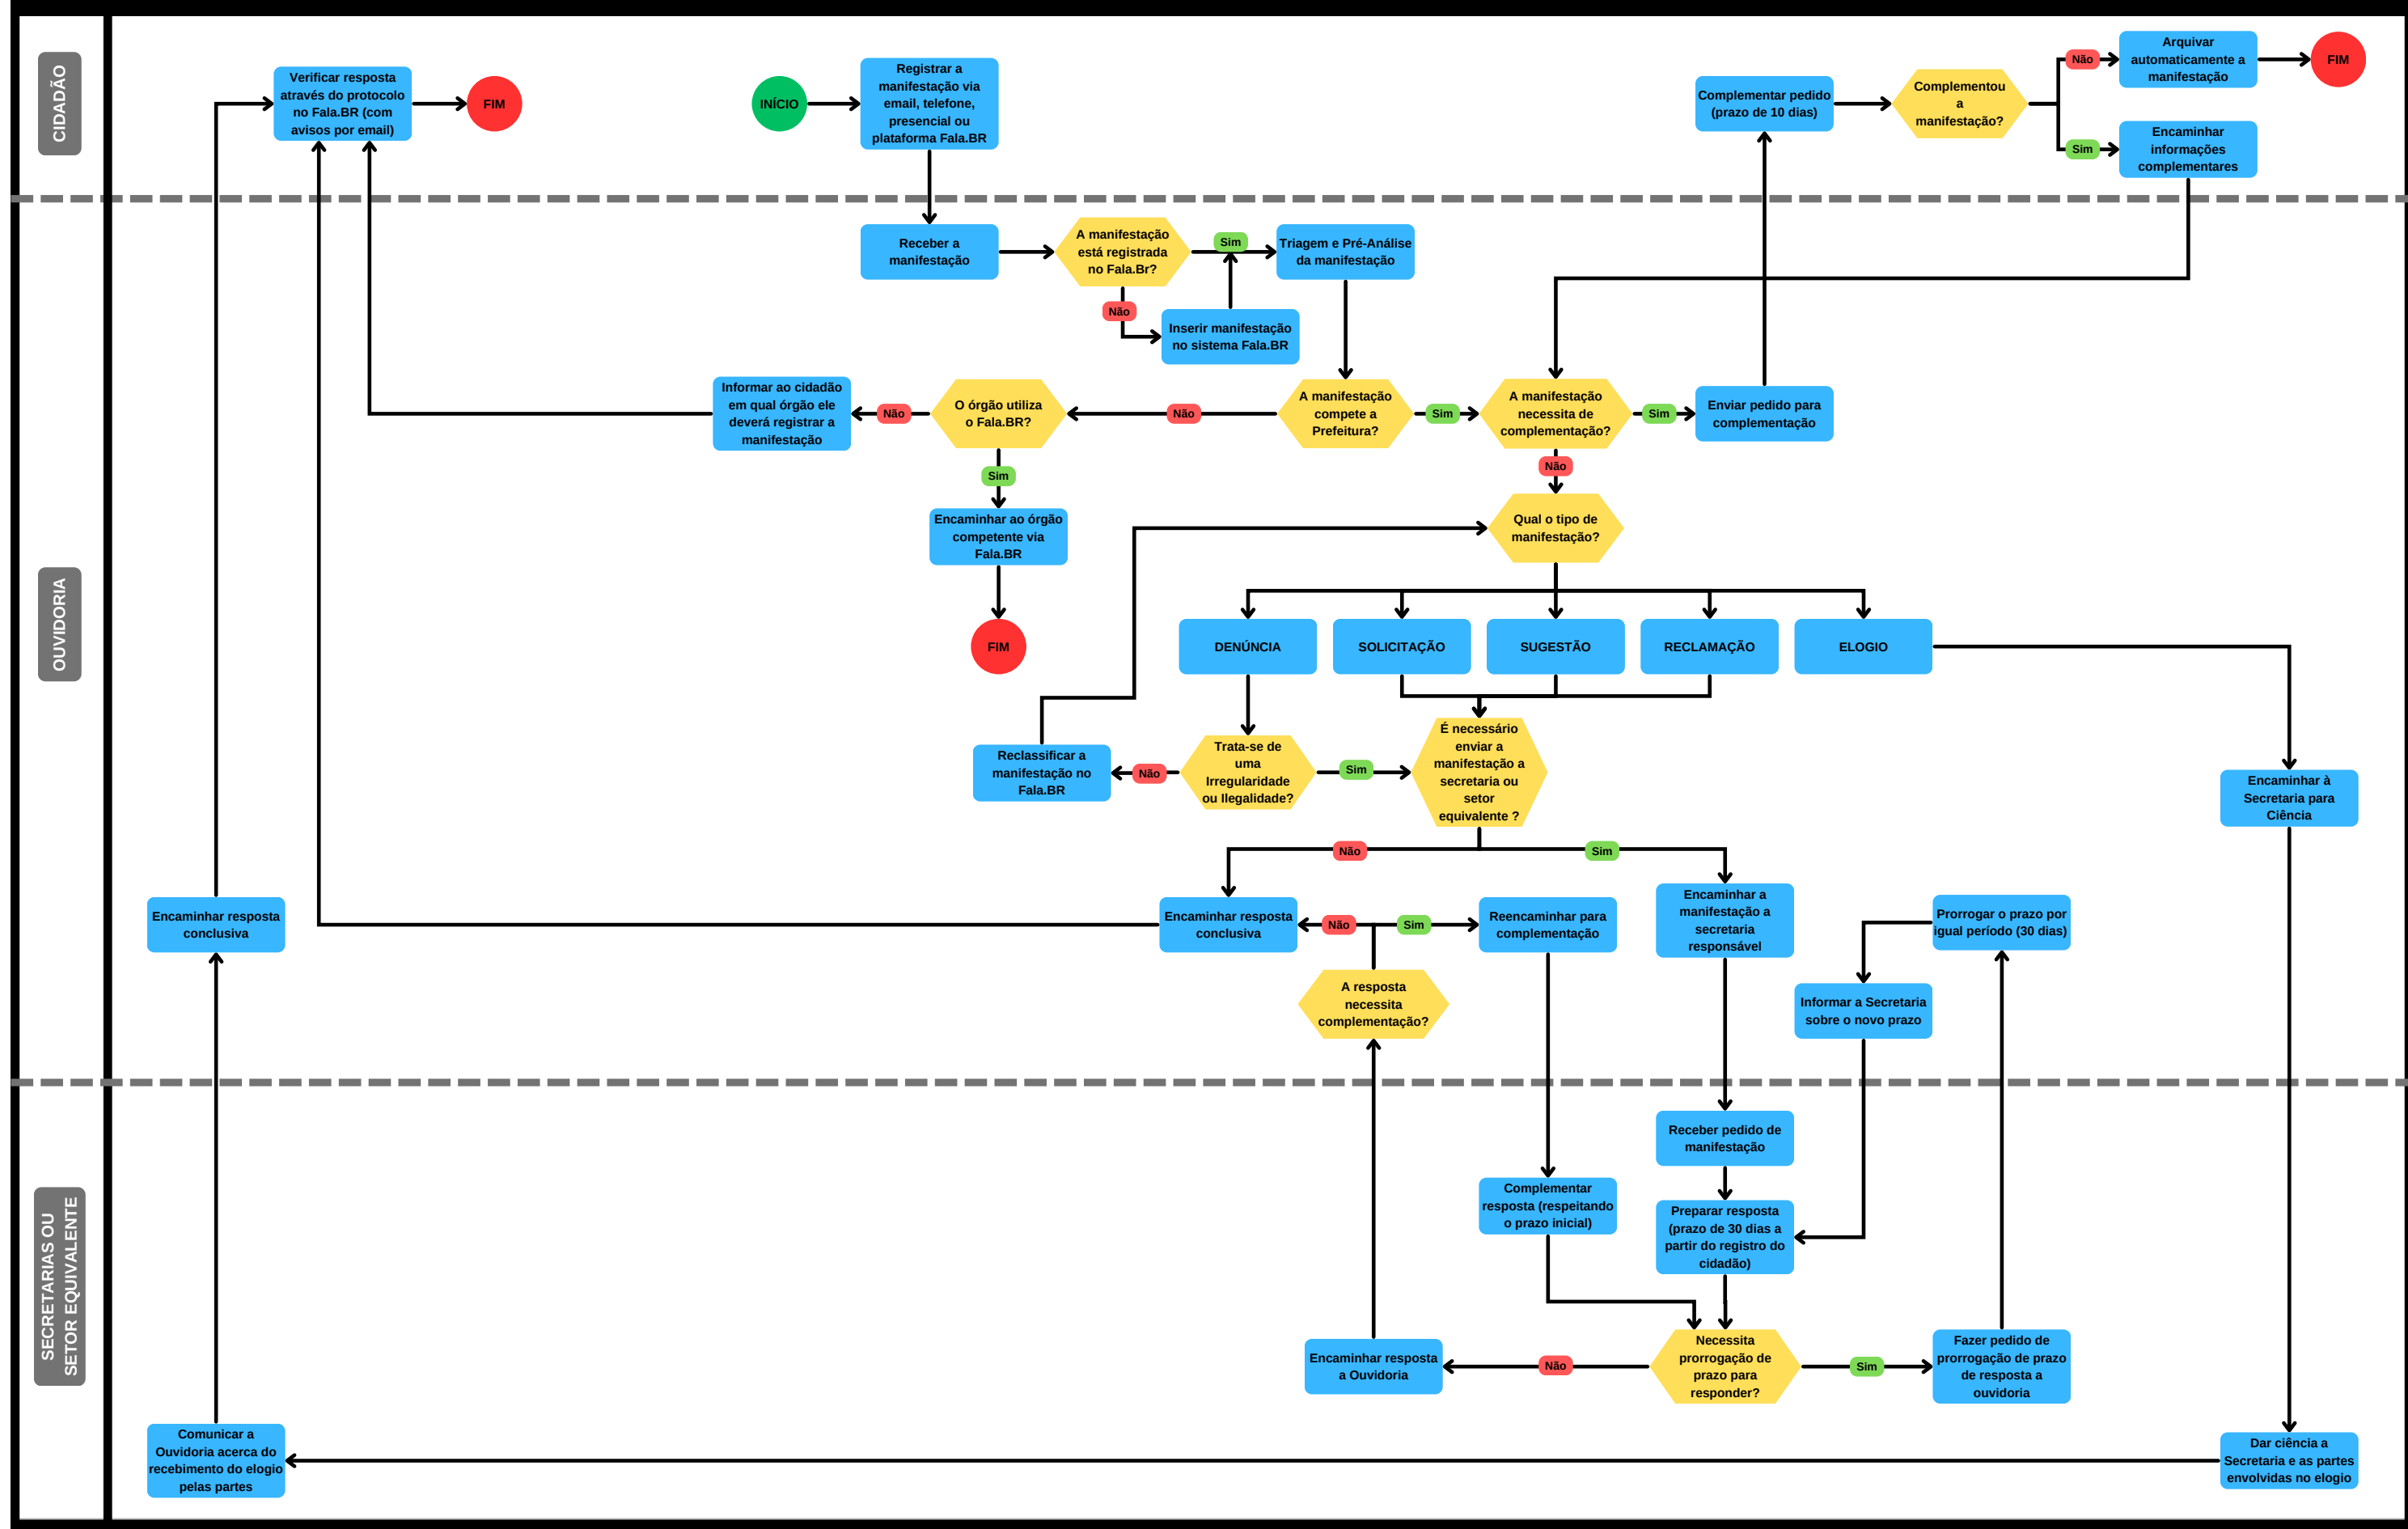 CIDADÃO
Verificar resposta
através do protocolo
no Fala.BR (com
avisos por email)
FIM
INÍCIO
Registrar a
manifestação via
email, telefone,
presencial ou
plataforma Fala.BR
Complementar pedido
(prazo de 10 dias)
Complementou
a
manifestação?
Não
Arquivar
automaticamente a
manifestação
FIM
Sim
Encaminhar
informações
complementares
OUVIDORIA
Receber a
manifestação
A manifestação
está registrada
no Fala.Br?
Sim
Triagem e Pré-Análise
da manifestação
Não
Inserir manifestação
no sistema Fala.BR
Informar ao cidadão
em qual órgão ele
deverá registrar a
manifestação
Não
O órgão utiliza
o Fala.BR?
Não
A manifestação
compete a
Prefeitura?
Sim
A manifestação
necessita de
complementação?
Sim
Enviar pedido para
complementação
Sim
Não
Encaminhar ao órgão
competente via
Fala.BR
Qual o tipo de
manifestação?
FIM
DENÚNCIA
SOLICITAÇÃO
SUGESTÃO
RECLAMAÇÃO
ELOGIO
Reclassificar a
manifestação no
Fala.BR
Não
Trata-se de
uma
Irregularidade
ou Ilegalidade?
Sim
É necessário
enviar a
manifestação a
secretaria ou
setor
equivalente ?
Encaminhar à
Secretaria para
Ciência
Não
Sim
Encaminhar resposta
conclusiva
Encaminhar resposta
conclusiva
Não
Sim
Reencaminhar para
complementação
Encaminhar a
manifestação a
secretaria
responsável
Prorrogar o prazo por
igual período (30 dias)
A resposta
necessita
complementação?
Informar a Secretaria
sobre o novo prazo
SECRETARIAS OU
SETOR EQUIVALENTE
Receber pedido de
manifestação
Complementar
resposta (respeitando
o prazo inicial)
Preparar resposta
(prazo de 30 dias a
partir do registro do
cidadão)
Encaminhar resposta
a Ouvidoria
Não
Necessita
prorrogação de
prazo para
responder?
Sim
Fazer pedido de
prorrogação de prazo
de resposta a
ouvidoria
Comunicar a
Ouvidoria acerca do
recebimento do elogio
pelas partes
Dar ciência a
Secretaria e as partes
envolvidas no elogio